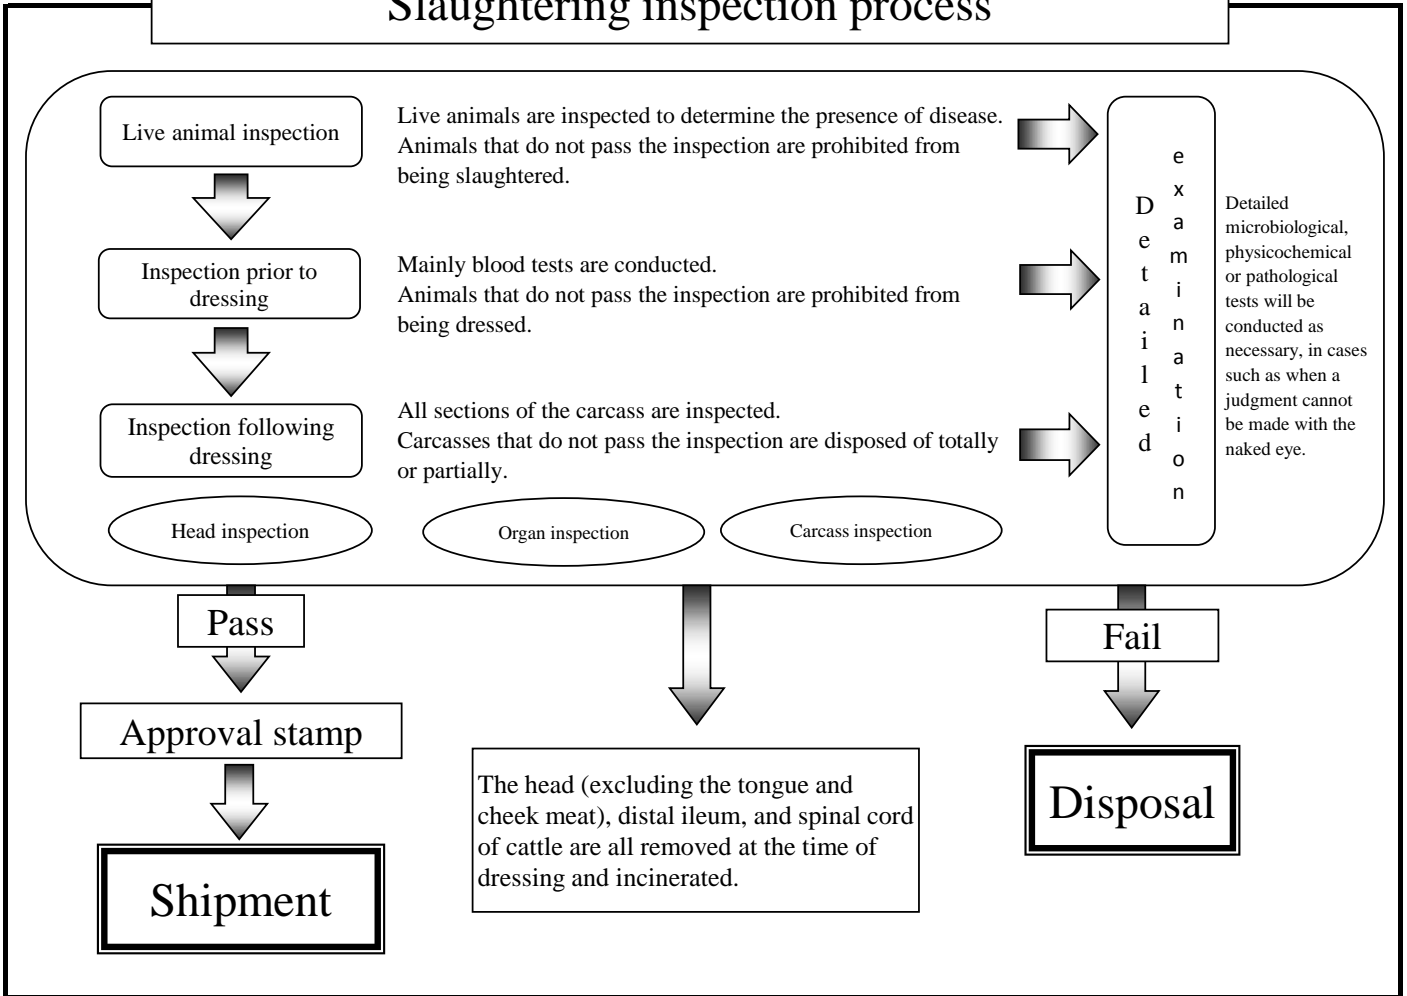 Slaughtering inspection process
Live animal inspection
Live animals are inspected to determine the presence of disease.
Animals that do not pass the inspection are prohibited from
being slaughtered.
Inspection prior to
dressing
Mainly blood tests are conducted.
Animals that do not pass the inspection are prohibited from
being dressed.
Inspection following
dressing
All sections of the carcass are inspected.
Carcasses that do not pass the inspection are disposed of totally
or partially.
Head inspection
Organ inspection
Carcass inspection
Detailed
examination
Detailed
microbiological,
physicochemical
or pathological
tests will be
conducted as
necessary, in cases
such as when a
judgment cannot
be made with the
naked eye.
Pass
Approval stamp
Shipment
The head (excluding the tongue and
cheek meat), distal ileum, and spinal cord
of cattle are all removed at the time of
dressing and incinerated.
Fail
Disposal